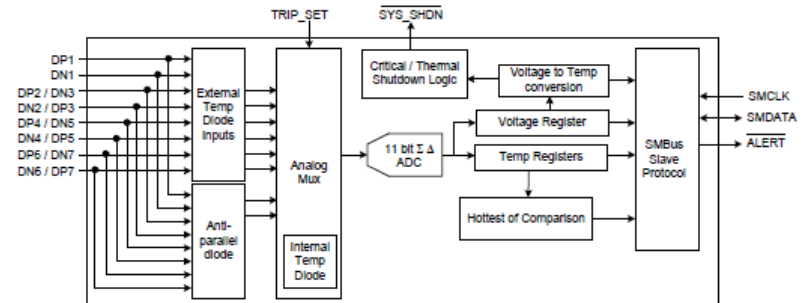 TRIP_SET
SYS_SHDN
DP1
DN1
DP2 / DN3
DN2 / DP3
DP4 / DN5
DN4 / DP5
DP6 / DN7
DN6 / DP7
External
Temp
Diode
Inputs
Anti-
parallel
diode
Analog
Mux
Internal
Temp
Diode
11 bit Σ Δ
ADC
Critical / Thermal
Shutdown Logic
Voltage to Temp
conversion
Voltage Register
Temp Registers
Hottest of Comparison
SMBus
Slave
Protocol
SMCLK
SMDATA
ALERT